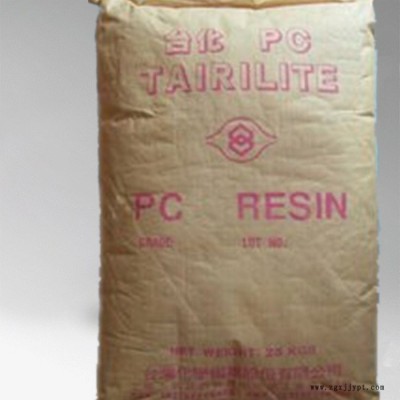 台化 PC
TAIRILITE
PC RESIN
GRADE: LOT NO.
NET. WEIGHT: 25 KGS